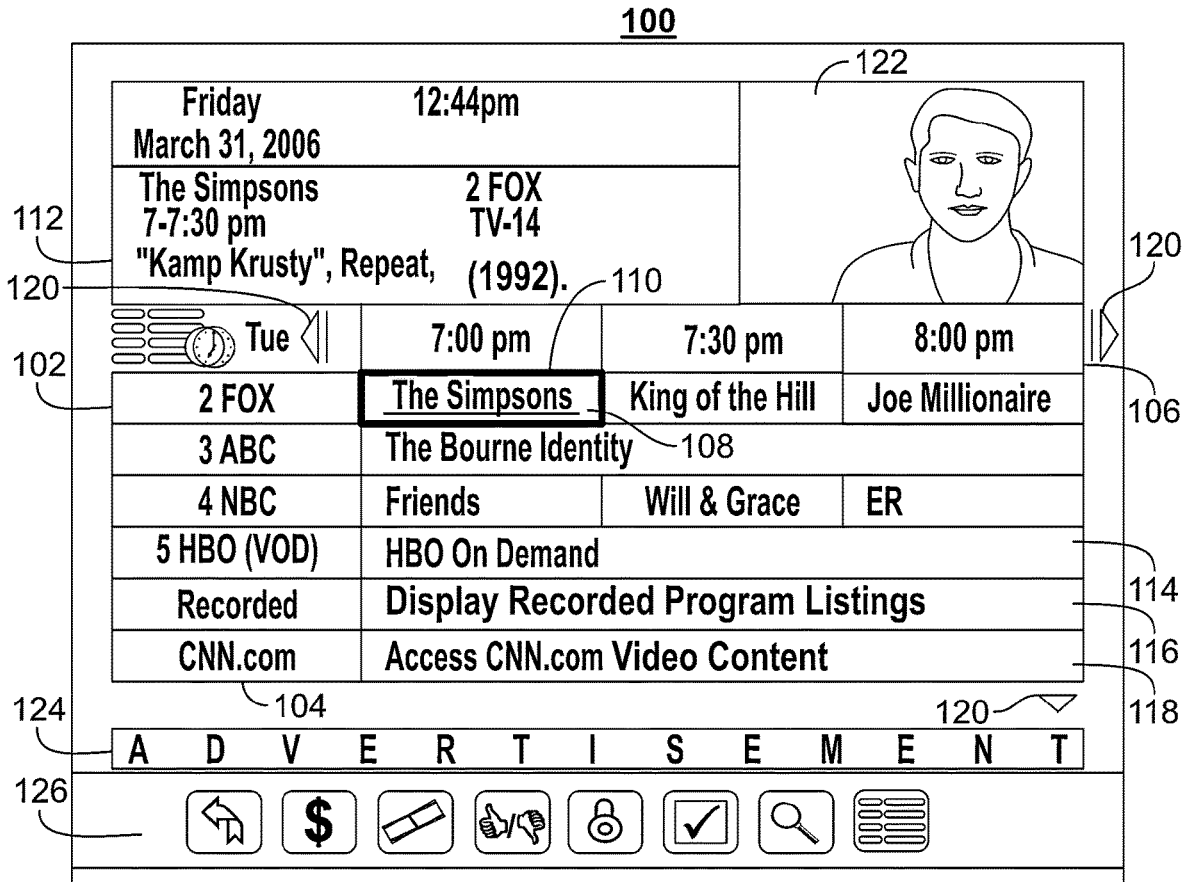 100
122
Friday 12:44pm
March 31, 2006
The Simpsons 2 FOX
7-7:30 pm TV-14
"Kamp Krusty", Repeat, (1992).
112
120
110
120
Tue 7:00 pm 7:30 pm 8:00 pm
102
106
2 FOX The Simpsons King of the Hill Joe Millionaire
108
3 ABC The Bourne Identity
4 NBC Friends Will & Grace ER
5 HBO (VOD) HBO On Demand
114
Recorded Display Recorded Program Listings
116
CNN.com Access CNN.com Video Content
118
104
120
124
A D V E R T I S E M E N T
126
$
/